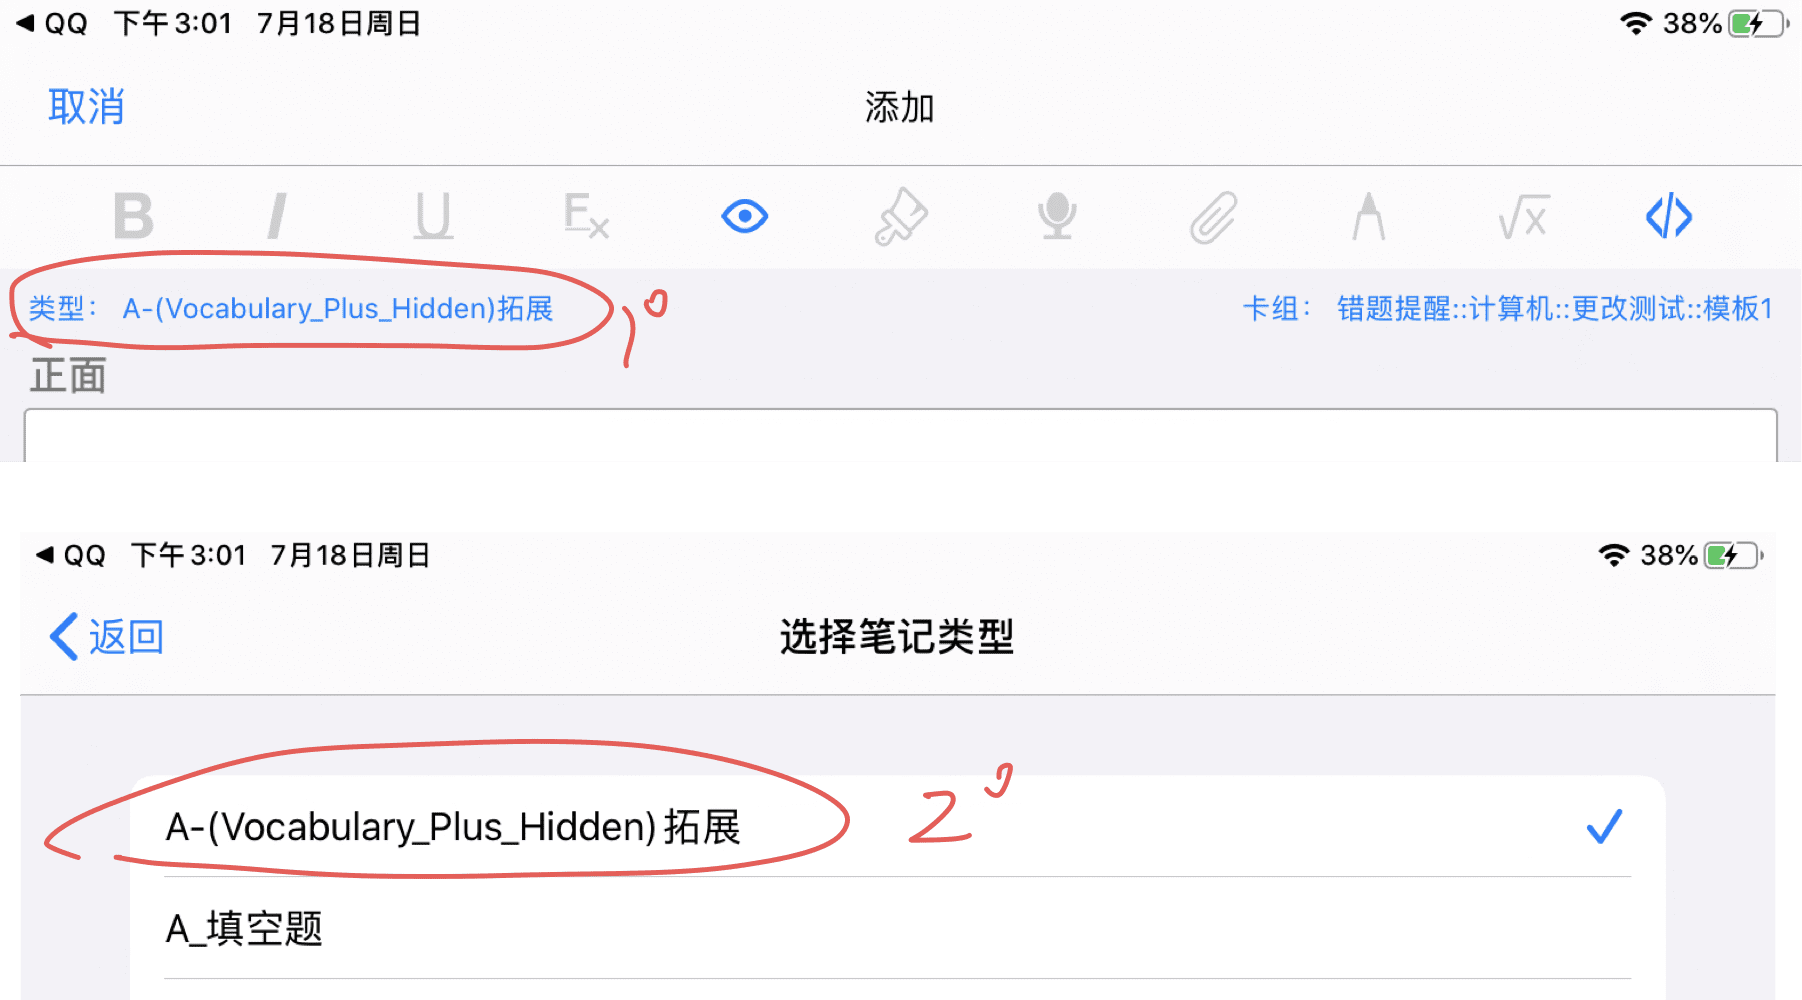 QQ 下午3:01 7月18日周日 38%
取消 添加
B I U Ex √x </>
类型： A-(Vocabulary_Plus_Hidden)拓展 1° 卡组： 错题提醒::计算机::更改测试::模板1
正面
QQ 下午3:01 7月18日周日 38%
返回 选择笔记类型
A-(Vocabulary_Plus_Hidden)拓展 2°
A_填空题